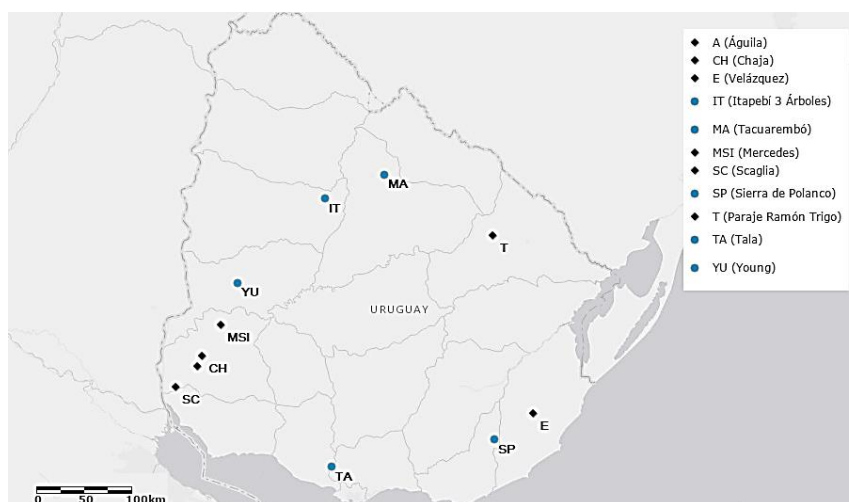 A (Águila)
CH (Chaja)
E (Velázquez)
IT (Itapebí 3 Árboles)
MA (Tacuarembó)
MSI (Mercedes)
SC (Scaglia)
SP (Sierra de Polanco)
T (Paraje Ramón Trigo)
TA (Tala)
YU (Young)
MA
IT
T
YU
URUGUAY
MSI
CH
SC
E
SP
TA
0 50 100km